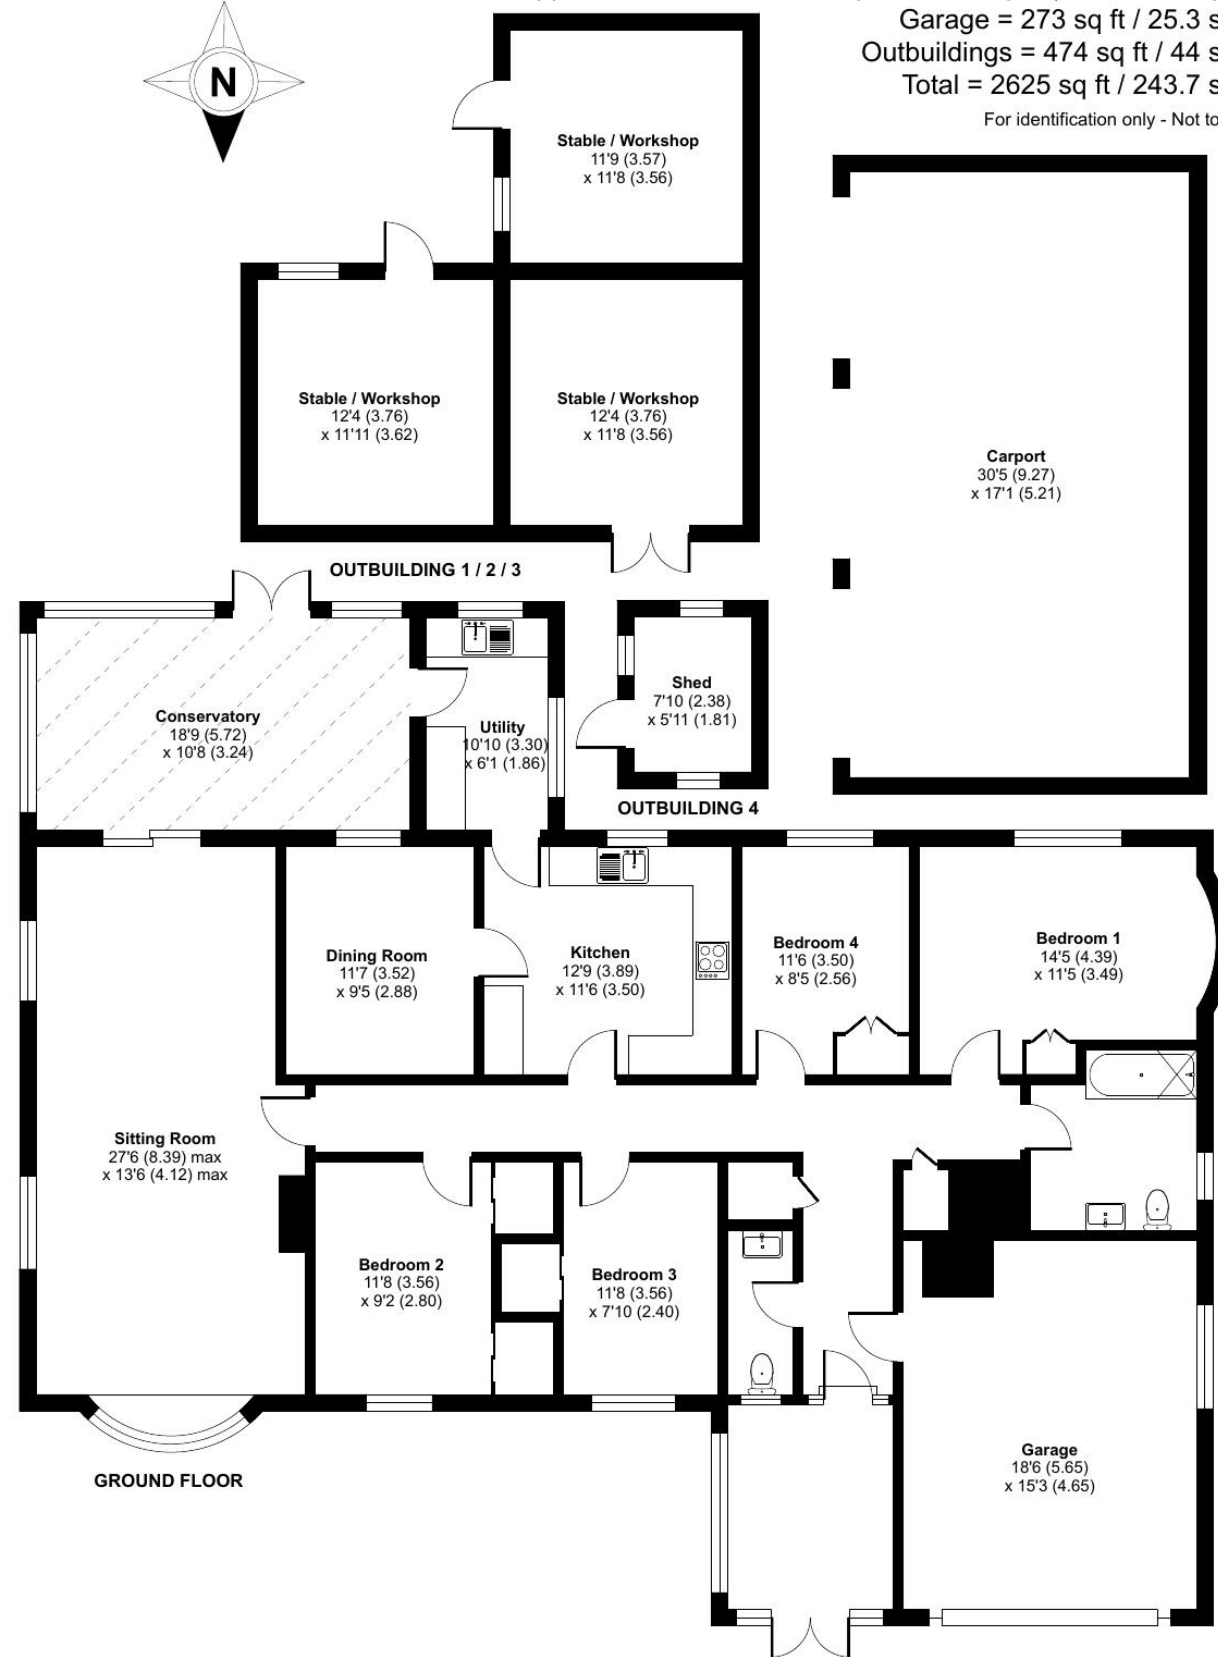 Garage = 273 sq ft / 25.3 s
Outbuildings = 474 sq ft / 44 s
Total = 2625 sq ft / 243.7 s
For identification only - Not to
N
Stable / Workshop
11'9 (3.57)
x 11'8 (3.56)
Stable / Workshop
12'4 (3.76)
x 11'11 (3.62)
Stable / Workshop
12'4 (3.76)
x 11'8 (3.56)
Carport
30'5 (9.27)
x 17'1 (5.21)
OUTBUILDING 1 / 2 / 3
Conservatory
18'9 (5.72)
x 10'8 (3.24)
Utility
10'10 (3.30)
x 6'1 (1.86)
Shed
7'10 (2.38)
x 5'11 (1.81)
OUTBUILDING 4
Dining Room
11'7 (3.52)
x 9'5 (2.88)
Kitchen
12'9 (3.89)
x 11'6 (3.50)
Bedroom 4
11'6 (3.50)
x 8'5 (2.56)
Bedroom 1
14'5 (4.39)
x 11'5 (3.49)
Sitting Room
27'6 (8.39) max
x 13'6 (4.12) max
Bedroom 2
11'8 (3.56)
x 9'2 (2.80)
Bedroom 3
11'8 (3.56)
x 7'10 (2.40)
Garage
18'6 (5.65)
x 15'3 (4.65)
GROUND FLOOR